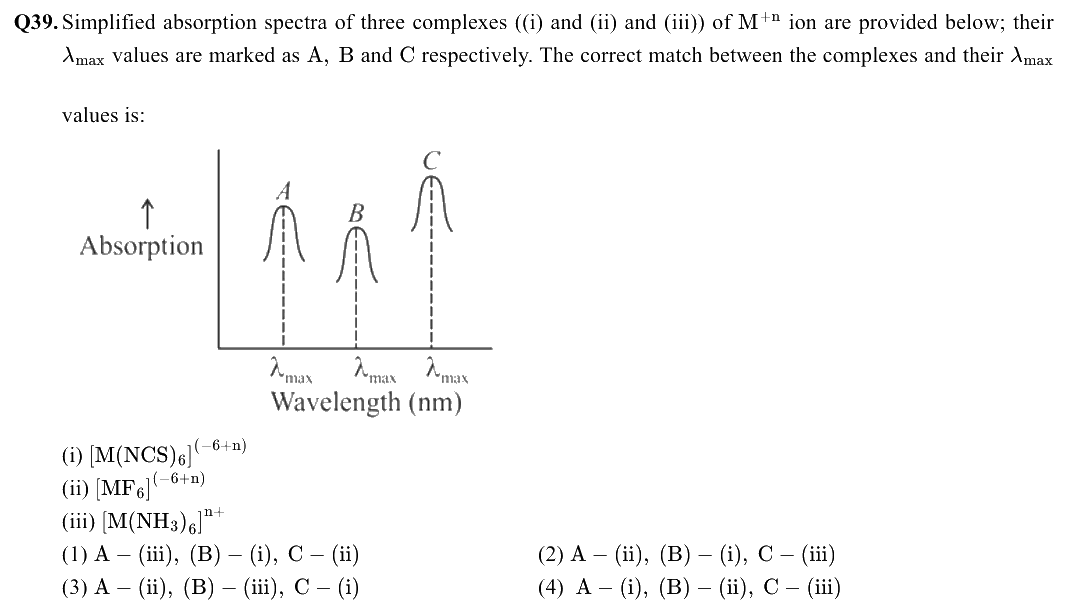 Q39. Simplified absorption spectra of three complexes ((i) and (ii) and (iii)) of M⁺ⁿ ion are provided below; their
λmax values are marked as A, B and C respectively. The correct match between the complexes and their λmax
values is:
C
A
B
↑
Absorption
λmax λmax λmax
Wavelength (nm)
(i) [M(NCS)₆]⁽⁻⁶⁺ⁿ⁾
(ii) [MF₆]⁽⁻⁶⁺ⁿ⁾
(iii) [M(NH₃)₆]ⁿ⁺
(1) A – (iii), (B) – (i), C – (ii) (2) A – (ii), (B) – (i), C – (iii)
(3) A – (ii), (B) – (iii), C – (i) (4) A – (i), (B) – (ii), C – (iii)